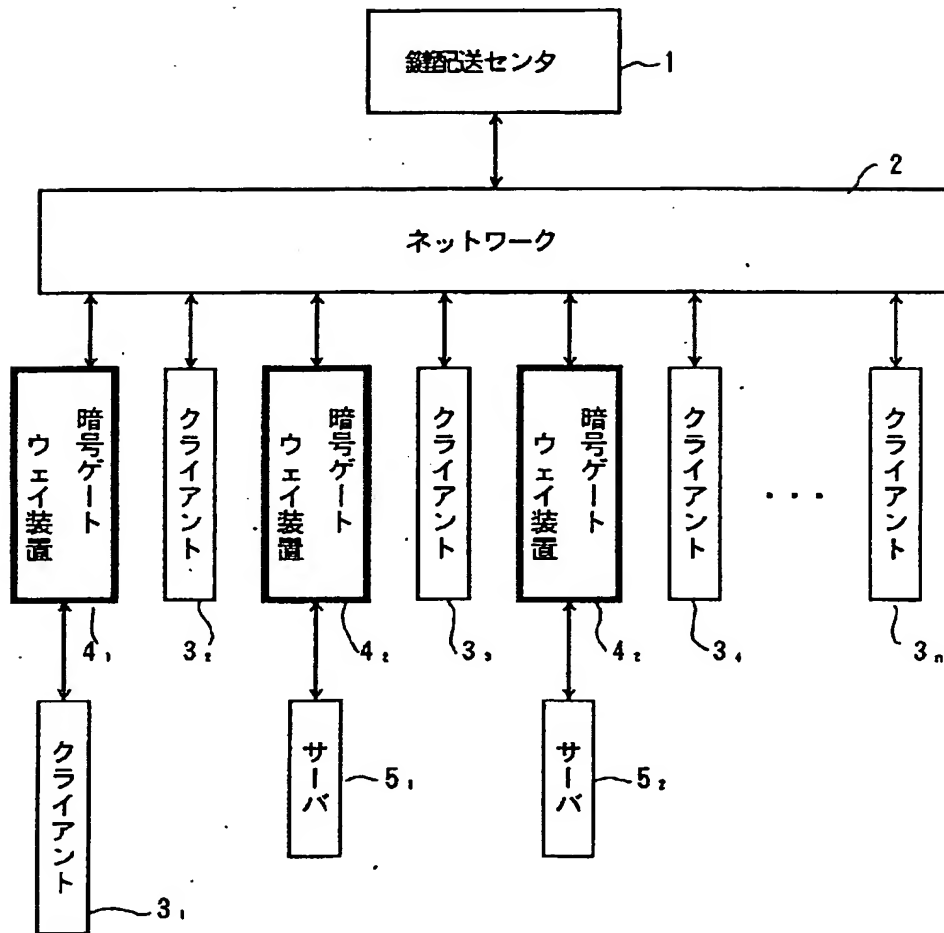 鍵配送センタ
1
2
ネットワーク
暗号ゲート
ウェイ装置
クライアント
暗号ゲート
ウェイ装置
クライアント
暗号ゲート
ウェイ装置
クライアント
・・・
クライアント
4₁
3₂
4₂
3₃
4₂
3₄
3ₙ
クライアント
サーバ
5₁
サーバ
5₂
3₁